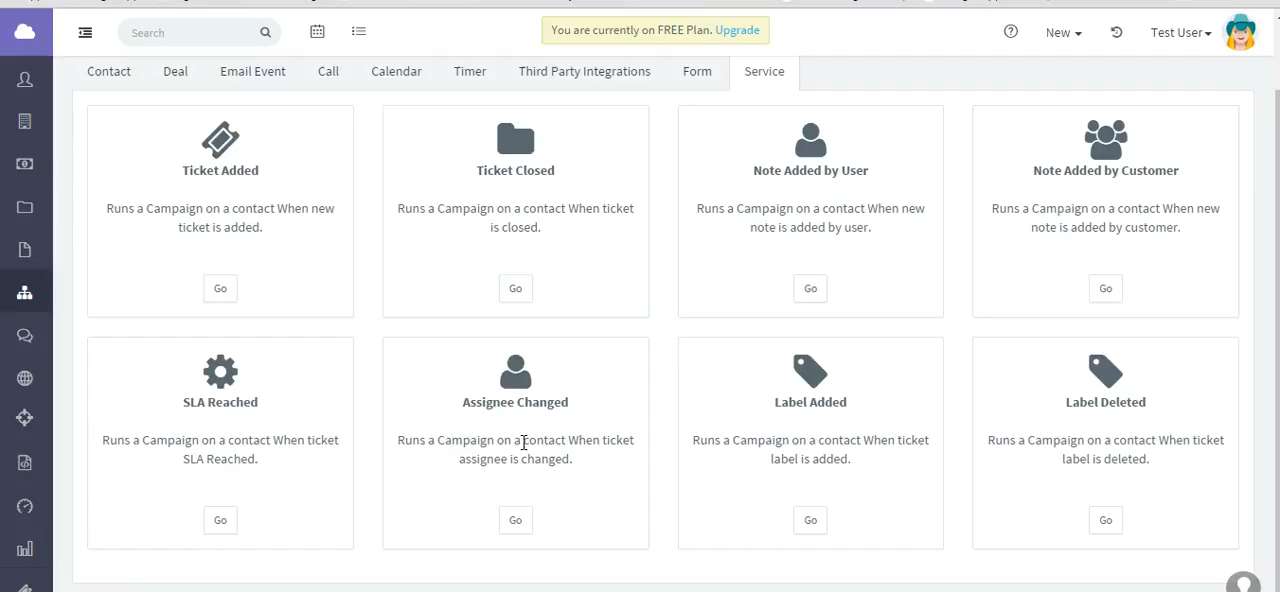 Search
You are currently on FREE Plan. Upgrade
New
Test User
Contact
Deal
Email Event
Call
Calendar
Timer
Third Party Integrations
Form
Service
Ticket Added
Runs a Campaign on a contact When new
ticket is added.
Go
Ticket Closed
Runs a Campaign on a contact When ticket
is closed.
Go
Note Added by User
Runs a Campaign on a contact When new
note is added by user.
Go
Note Added by Customer
Runs a Campaign on a contact When new
note is added by customer.
Go
SLA Reached
Runs a Campaign on a contact When ticket
SLA Reached.
Go
Assignee Changed
Runs a Campaign on a contact When ticket
assignee is changed.
Go
Label Added
Runs a Campaign on a contact When ticket
label is added.
Go
Label Deleted
Runs a Campaign on a contact When ticket
label is deleted.
Go